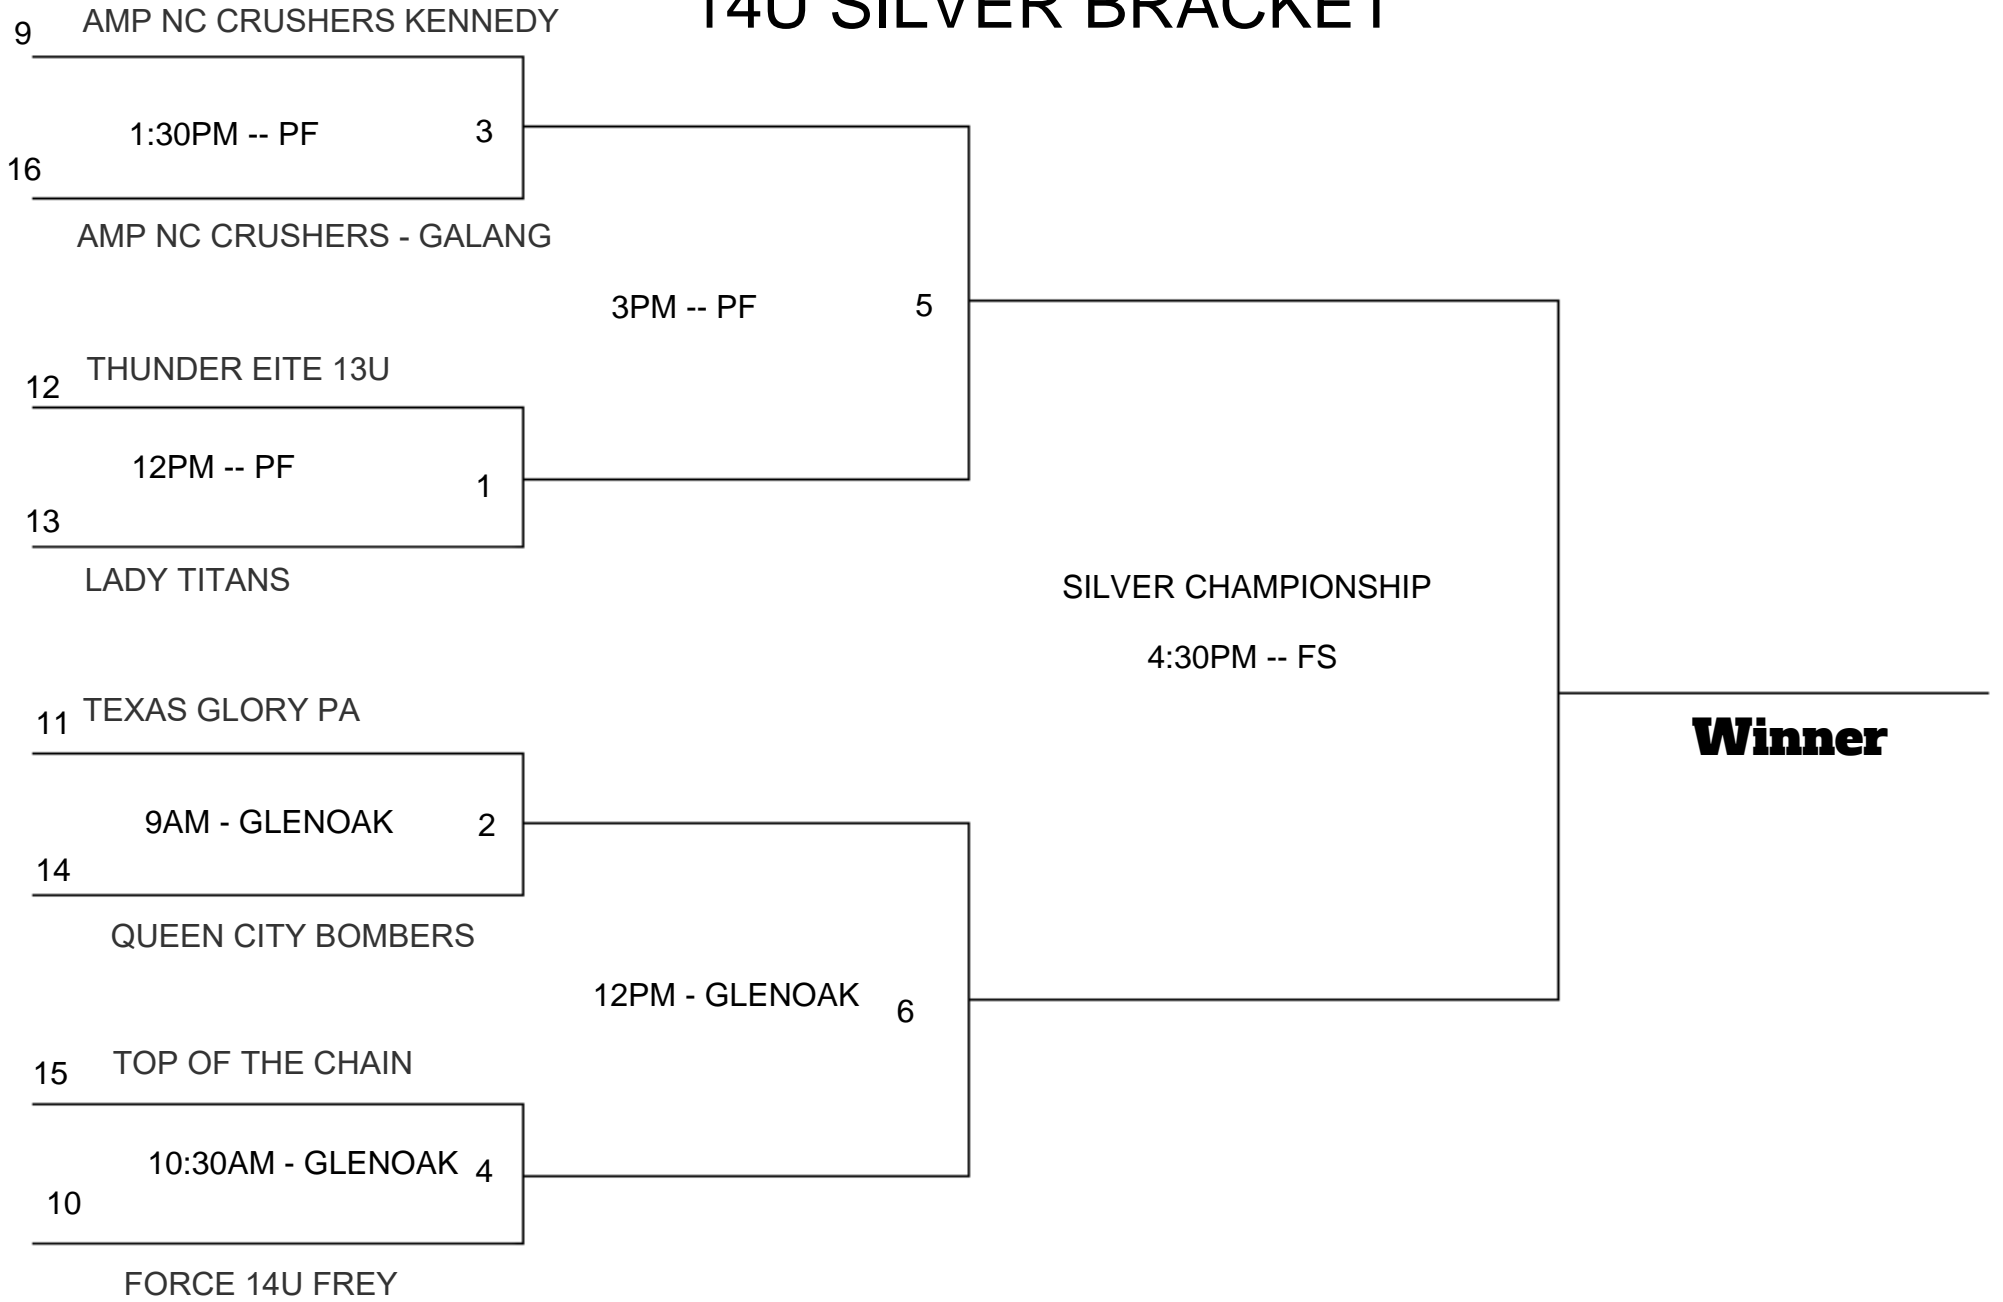 14U SILVER BRACKET
9 AMP NC CRUSHERS KENNEDY
1:30PM -- PF 3
16
AMP NC CRUSHERS - GALANG
3PM -- PF 5
12 THUNDER EITE 13U
12PM -- PF 1
13
LADY TITANS
SILVER CHAMPIONSHIP
4:30PM -- FS
Winner
11 TEXAS GLORY PA
9AM - GLENOAK 2
14
QUEEN CITY BOMBERS
12PM - GLENOAK 6
15 TOP OF THE CHAIN
10:30AM - GLENOAK 4
10
FORCE 14U FREY